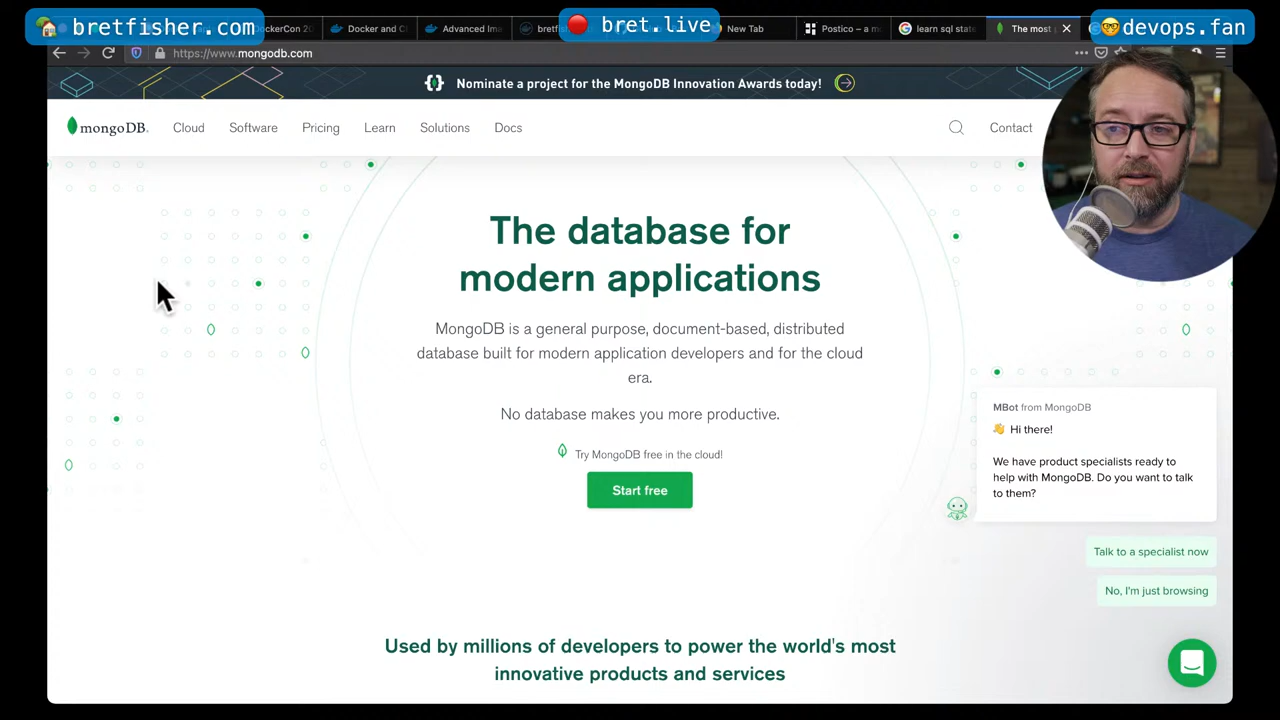 bretfisher.com
bret.live
devops.fan
DockerCon 20
Docker and C
Advanced Ima
bretfish
New Tab
Postico – a m
learn sql state
The most
https://www.mongodb.com
Nominate a project for the MongoDB Innovation Awards today!
mongoDB.
Cloud
Software
Pricing
Learn
Solutions
Docs
Contact
The database for
modern applications
MongoDB is a general purpose, document-based, distributed
database built for modern application developers and for the cloud
era.
No database makes you more productive.
Try MongoDB free in the cloud!
Start free
MBot from MongoDB
Hi there!
We have product specialists ready to
help with MongoDB. Do you want to talk
to them?
Talk to a specialist now
No, I'm just browsing
Used by millions of developers to power the world's most
innovative products and services